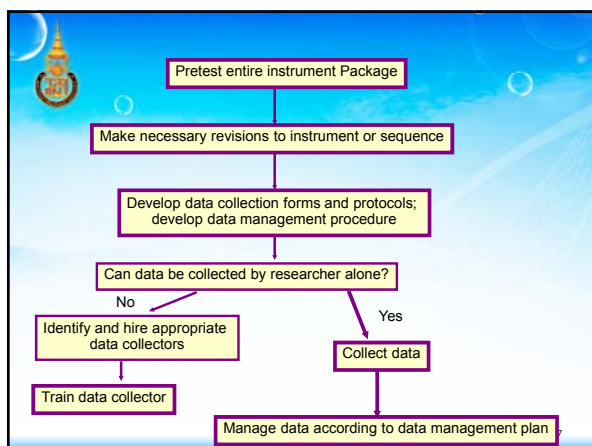 Pretest entire instrument Package
Make necessary revisions to instrument or sequence
Develop data collection forms and protocols;
develop data management procedure
Can data be collected by researcher alone?
No
Yes
Identify and hire appropriate
data collectors
Collect data
Train data collector
Manage data according to data management plan
7